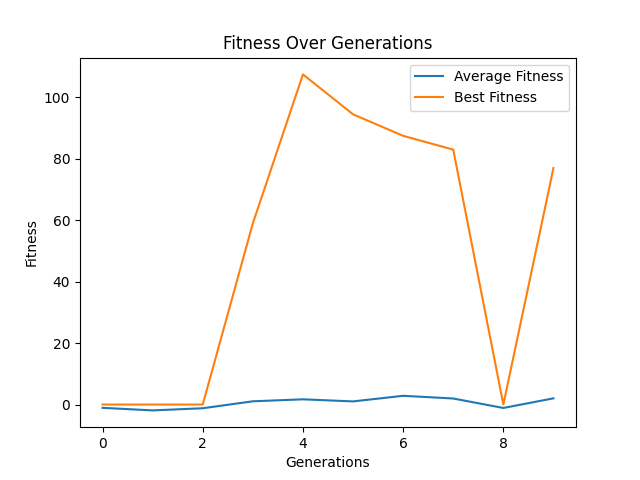 Fitness Over Generations
Average Fitness
Best Fitness
100
80
60
40
20
0
Fitness
0 2 4 6 8
Generations